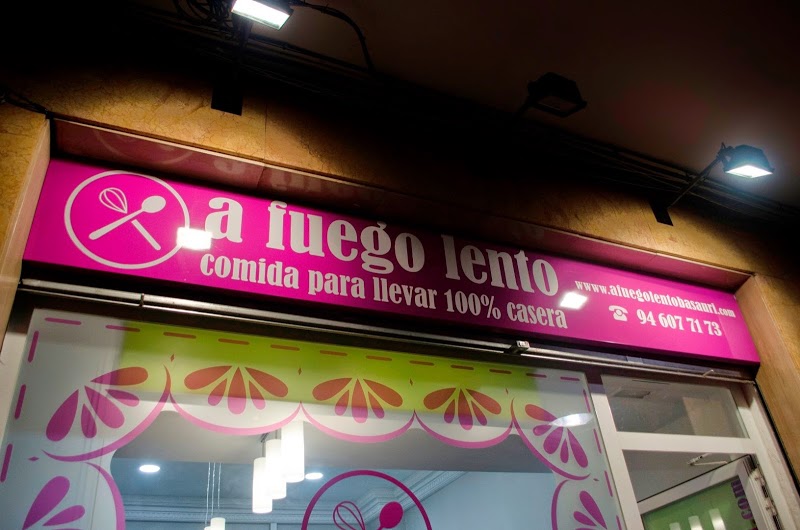 a fuego lento
comida para llevar 100% casera
www.afuegolentobasauri.com
☎ 94 607 71 73